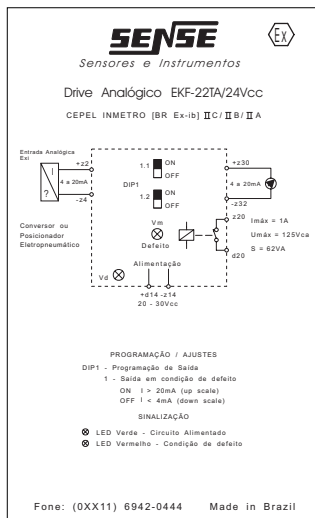 SENSE
Ex
Sensores e Instrumentos
Drive Analógico EKF-22TA/24Vcc
CEPEL INMETRO [BR Ex-ib] II C/ II B/ II A
Entrada Analógica
Exi
+z2
I
4 a 20mA
?
-z4
Conversor ou
Posicionador
Eletropneumático
1.1 ON
OFF
DIP1
1.2 ON
OFF
Vm
Defeito
Alimentação
Vd
+d14 -z14
20 - 30Vcc
+z30
4 a 20mA
-z32
z20
Imáx = 1A
Umáx = 125Vca
S = 62VA
d20
PROGRAMAÇÃO / AJUSTES
DIP1 - Programação de Saída
1 - Saída em condição de defeito
ON I > 20mA (up scale)
OFF I < 4mA (down scale)
SINALIZAÇÃO
LED Verde - Circuito Alimentado
LED Vermelho - Condição de defeito
Fone: (0XX11) 6942-0444 Made in Brazil